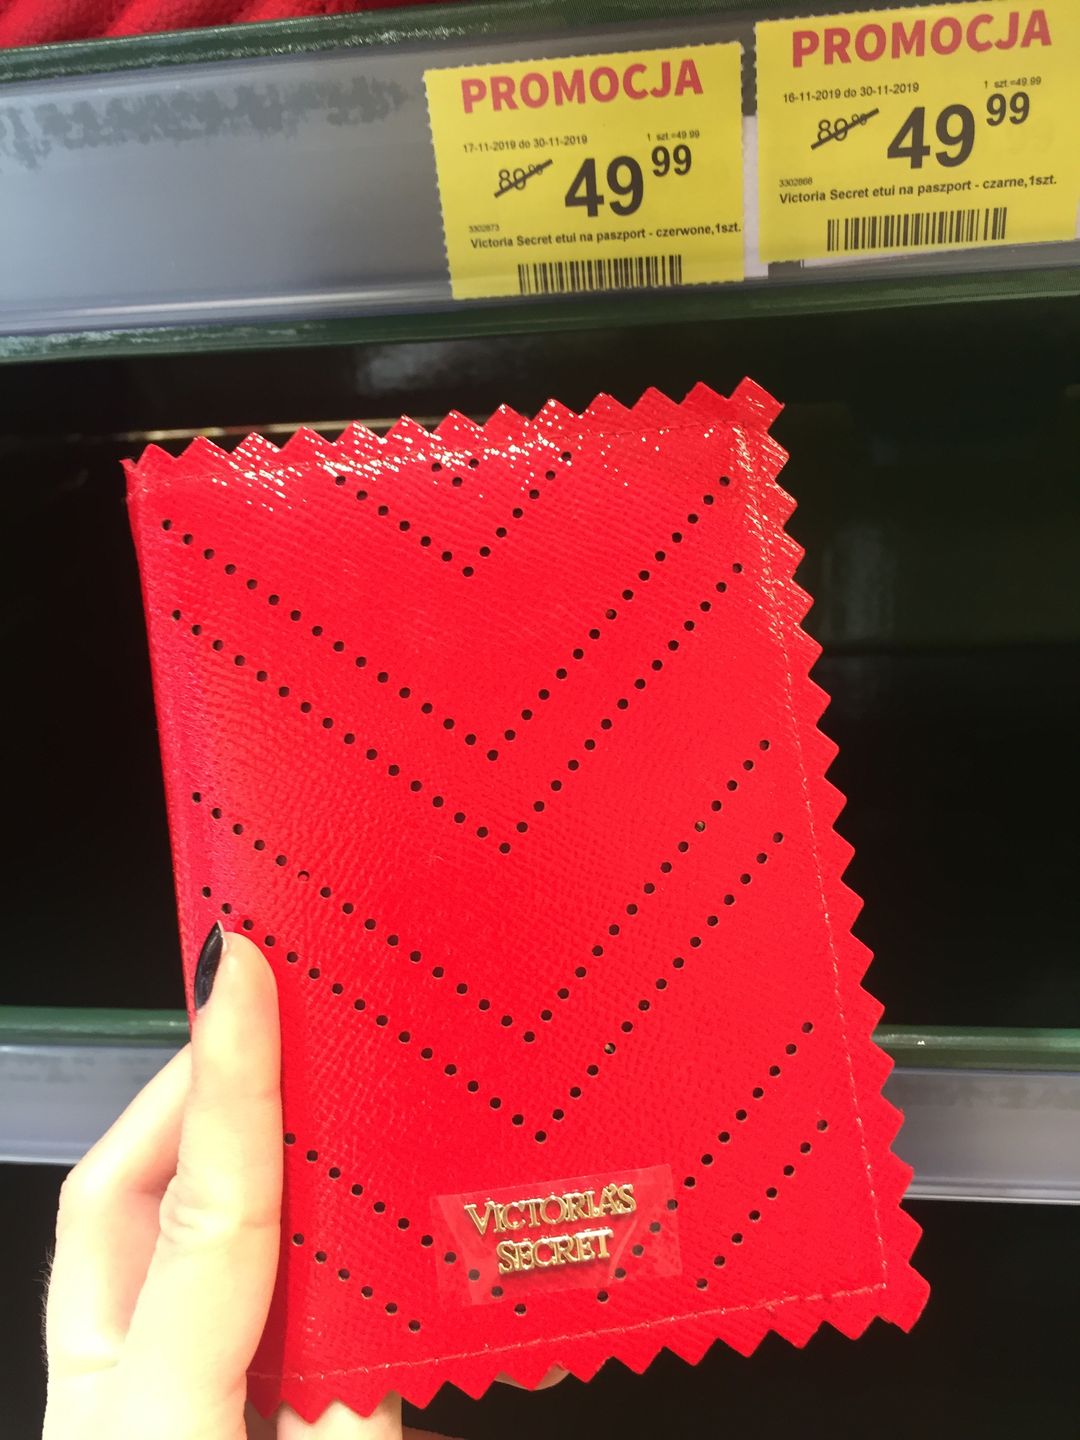 PROMOCJA
17-11-2019 do 30-11-2019
1 szt.=49.99
49 99
3302873
Victoria Secret etui na paszport - czerwone,1szt.
PROMOCJA
16-11-2019 do 30-11-2019
1 szt.=49.99
49 99
3302868
Victoria Secret etui na paszport - czarne,1szt.
VICTORIA'S
SECRET